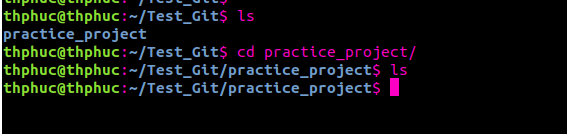 thphuc@thphuc:~/Test_Git$ ls
practice_project
thphuc@thphuc:~/Test_Git$ cd practice_project/
thphuc@thphuc:~/Test_Git/practice_project$ ls
thphuc@thphuc:~/Test_Git/practice_project$